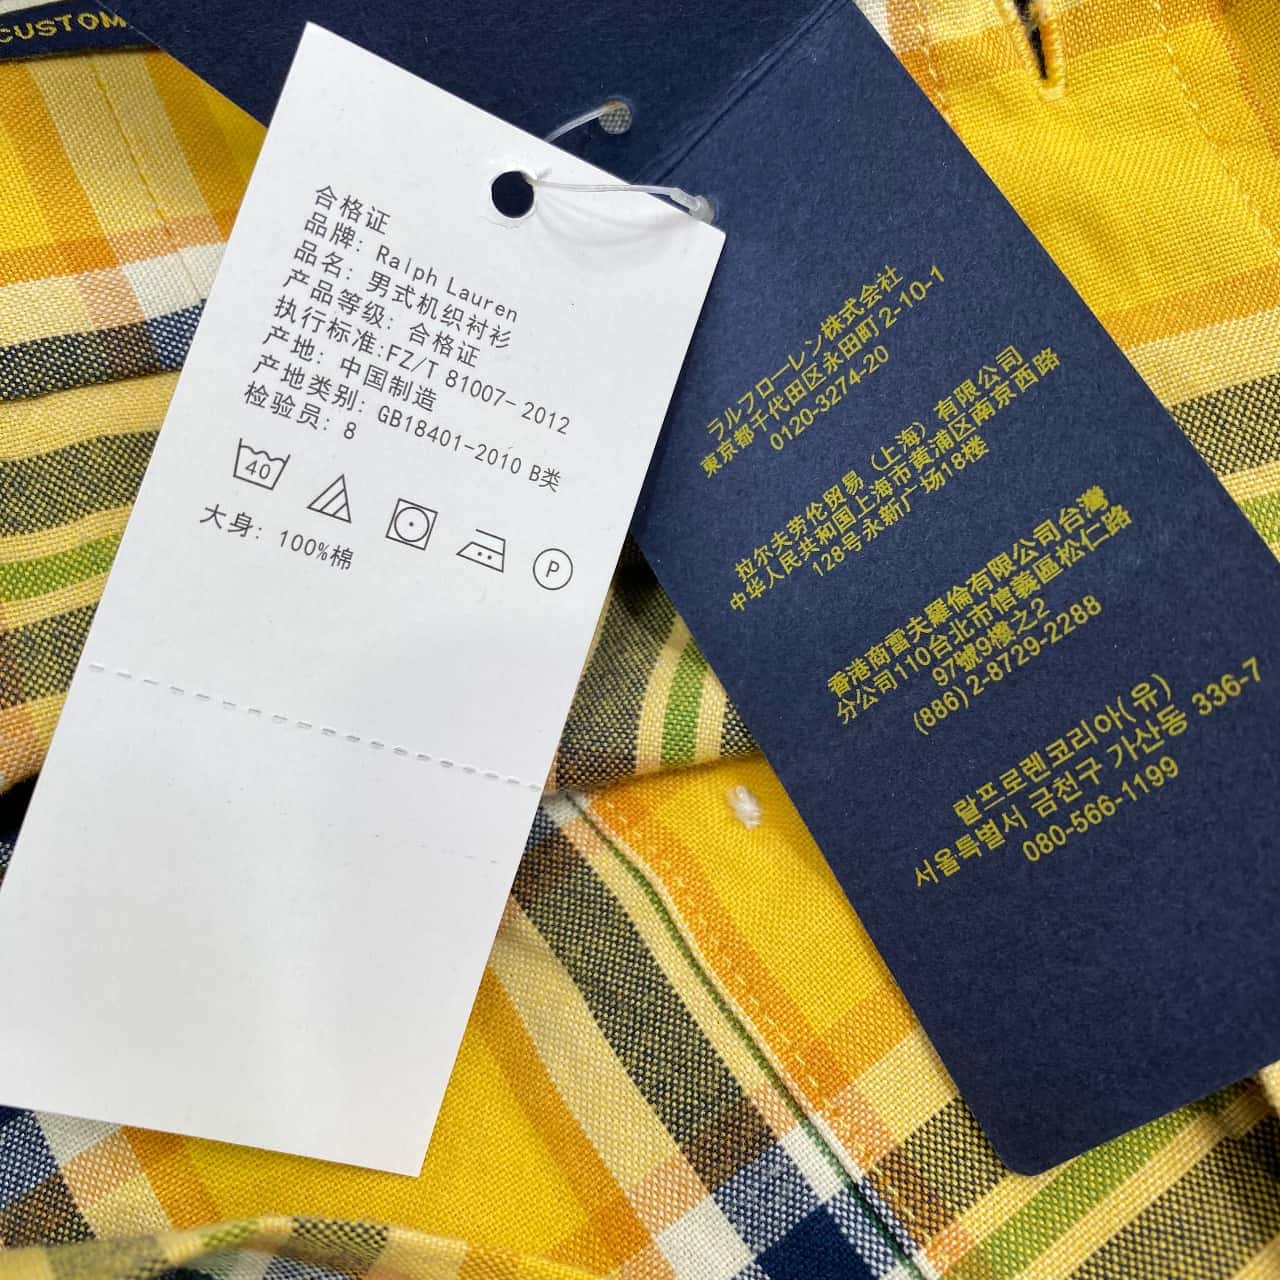 CUSTOM
合格证
品牌: Ralph Lauren
品名: 男式机织衬衫
产品等级: 合格证
执行标准:FZ/T 81007-2012
产地: 中国制造
产地类别: GB18401-2010 B类
检验员: 8
40
P
大身: 100%棉
ラルフローレン株式会社
東京都千代田区永田町2-10-1
0120-3274-20
拉尔夫劳伦贸易（上海）有限公司
中华人民共和国上海市黄浦区南京西路
128号永新广场18楼
香港商雷夫羅倫有限公司台灣
分公司110台北市信義區松仁路
97號9樓之2
(886)2-8729-2288
랄프로렌코리아(유)
서울특별시 금천구 가산동 336-7
080-566-1199